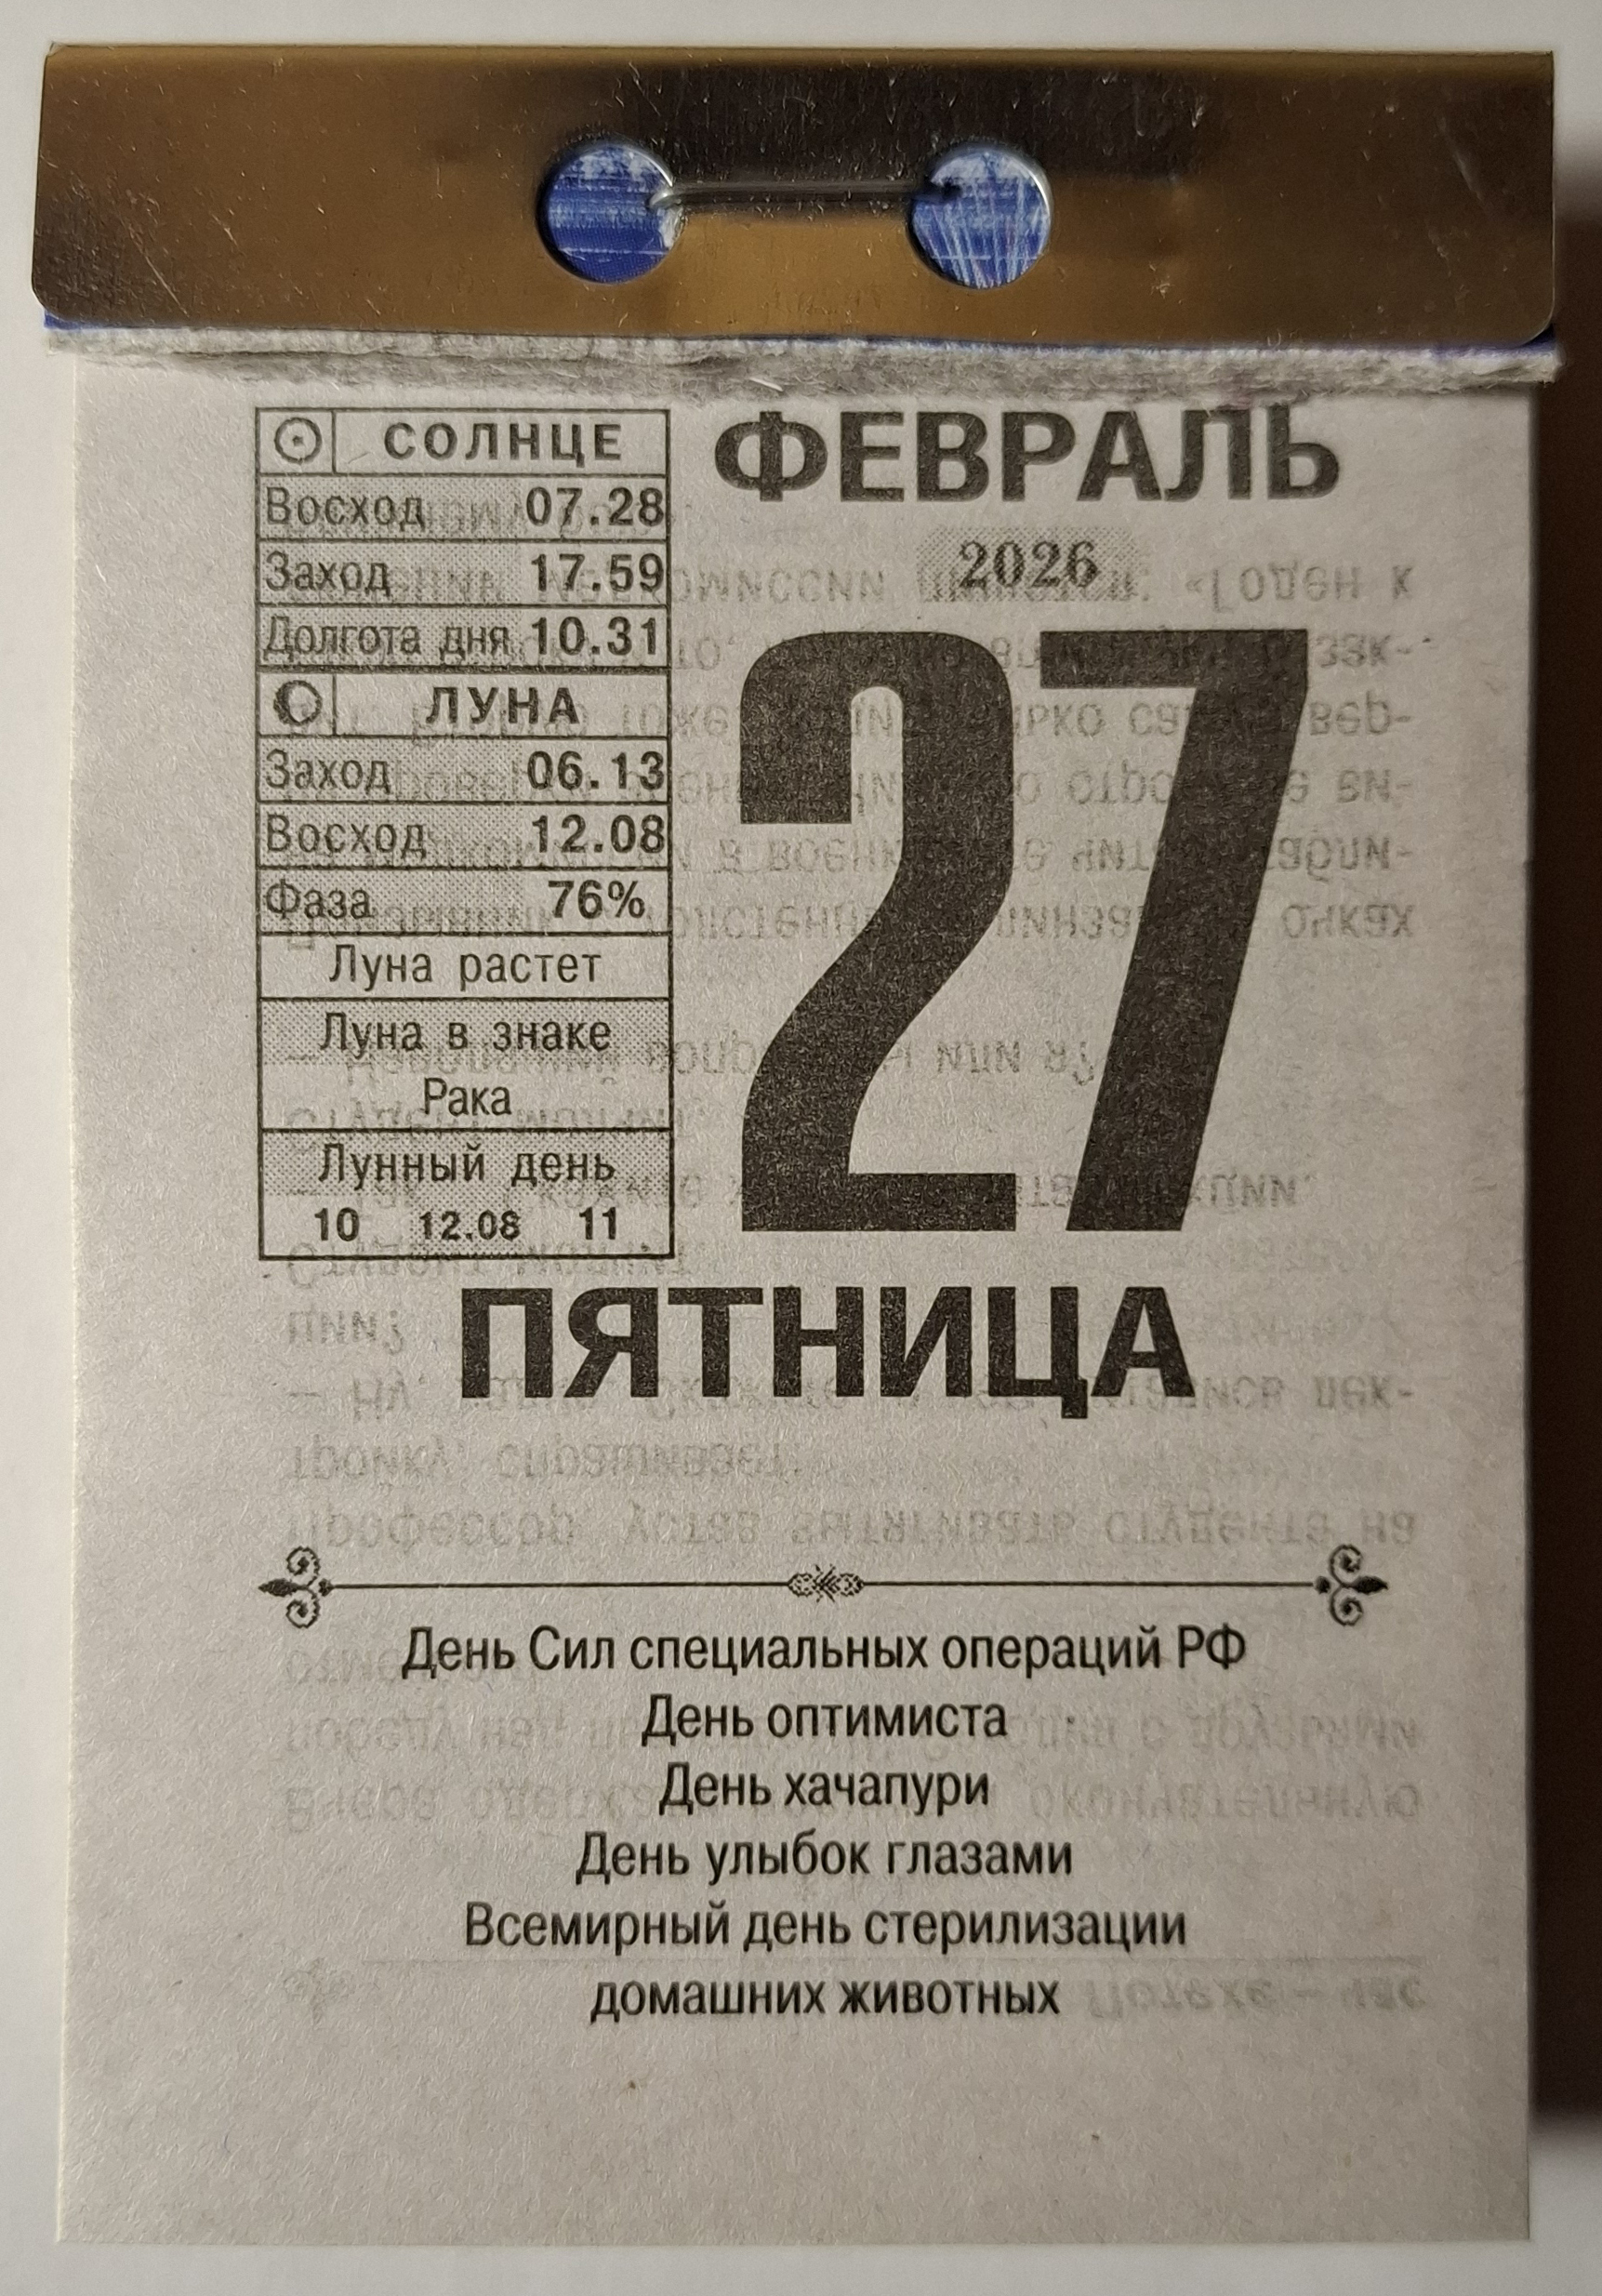 СОЛНЦЕ
Восход 07.28
Заход 17.59
Долгота дня 10.31
ЛУНА
Заход 06.13
Восход 12.08
Фаза 76%
Луна растет
Луна в знаке
Рака
Лунный день
10 12.08 11
ФЕВРАЛЬ
2026
27
ПЯТНИЦА
День Сил специальных операций РФ
День оптимиста
День хачапури
День улыбок глазами
Всемирный день стерилизации
домашних животных